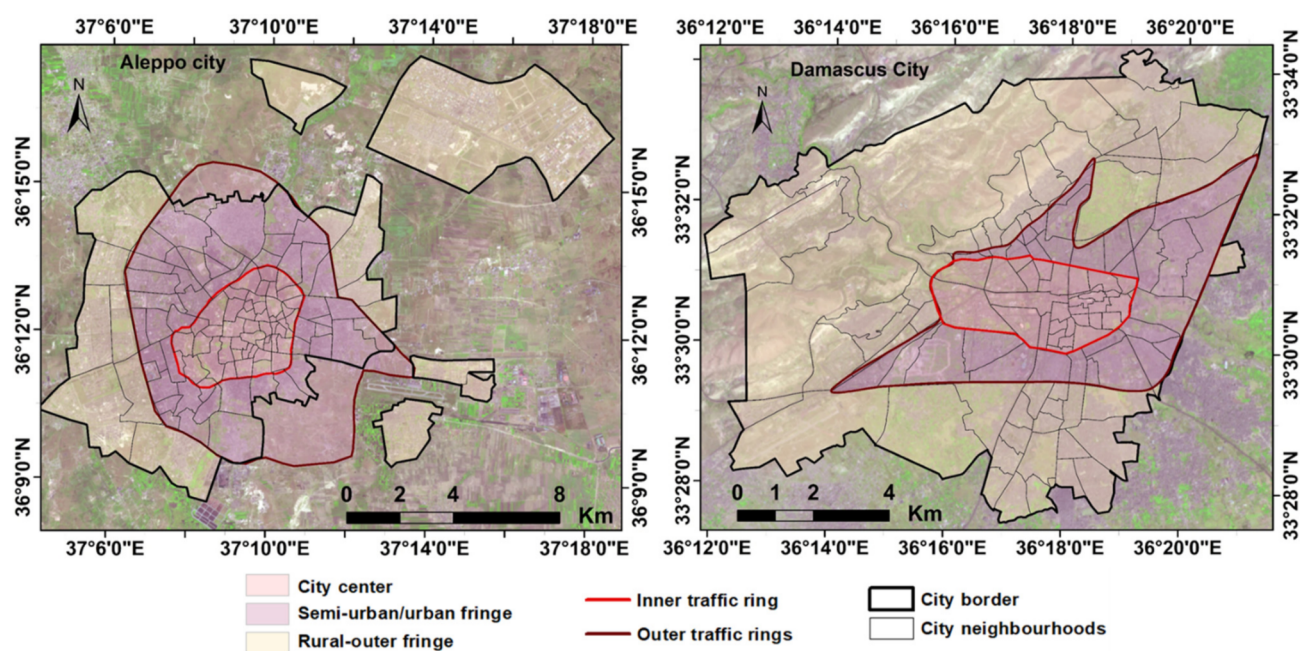 37°6'0"E 37°10'0"E 37°14'0"E 37°18'0"E
36°12'0"E 36°14'0"E 36°16'0"E 36°18'0"E 36°20'0"E
Aleppo city
N
36°15'0"N
36°12'0"N
36°9'0"N
36°15'0"N
36°12'0"N
36°9'0"N
0 2 4 8
Km
37°6'0"E 37°10'0"E 37°14'0"E 37°18'0"E
Damascus City
N
33°32'0"N
33°30'0"N
33°28'0"N
33°34'0"N
33°32'0"N
33°30'0"N
33°28'0"N
0 1 2 4
Km
36°12'0"E 36°14'0"E 36°16'0"E 36°18'0"E 36°20'0"E
City center
Semi-urban/urban fringe
Rural-outer fringe
Inner traffic ring
Outer traffic rings
City border
City neighbourhoods